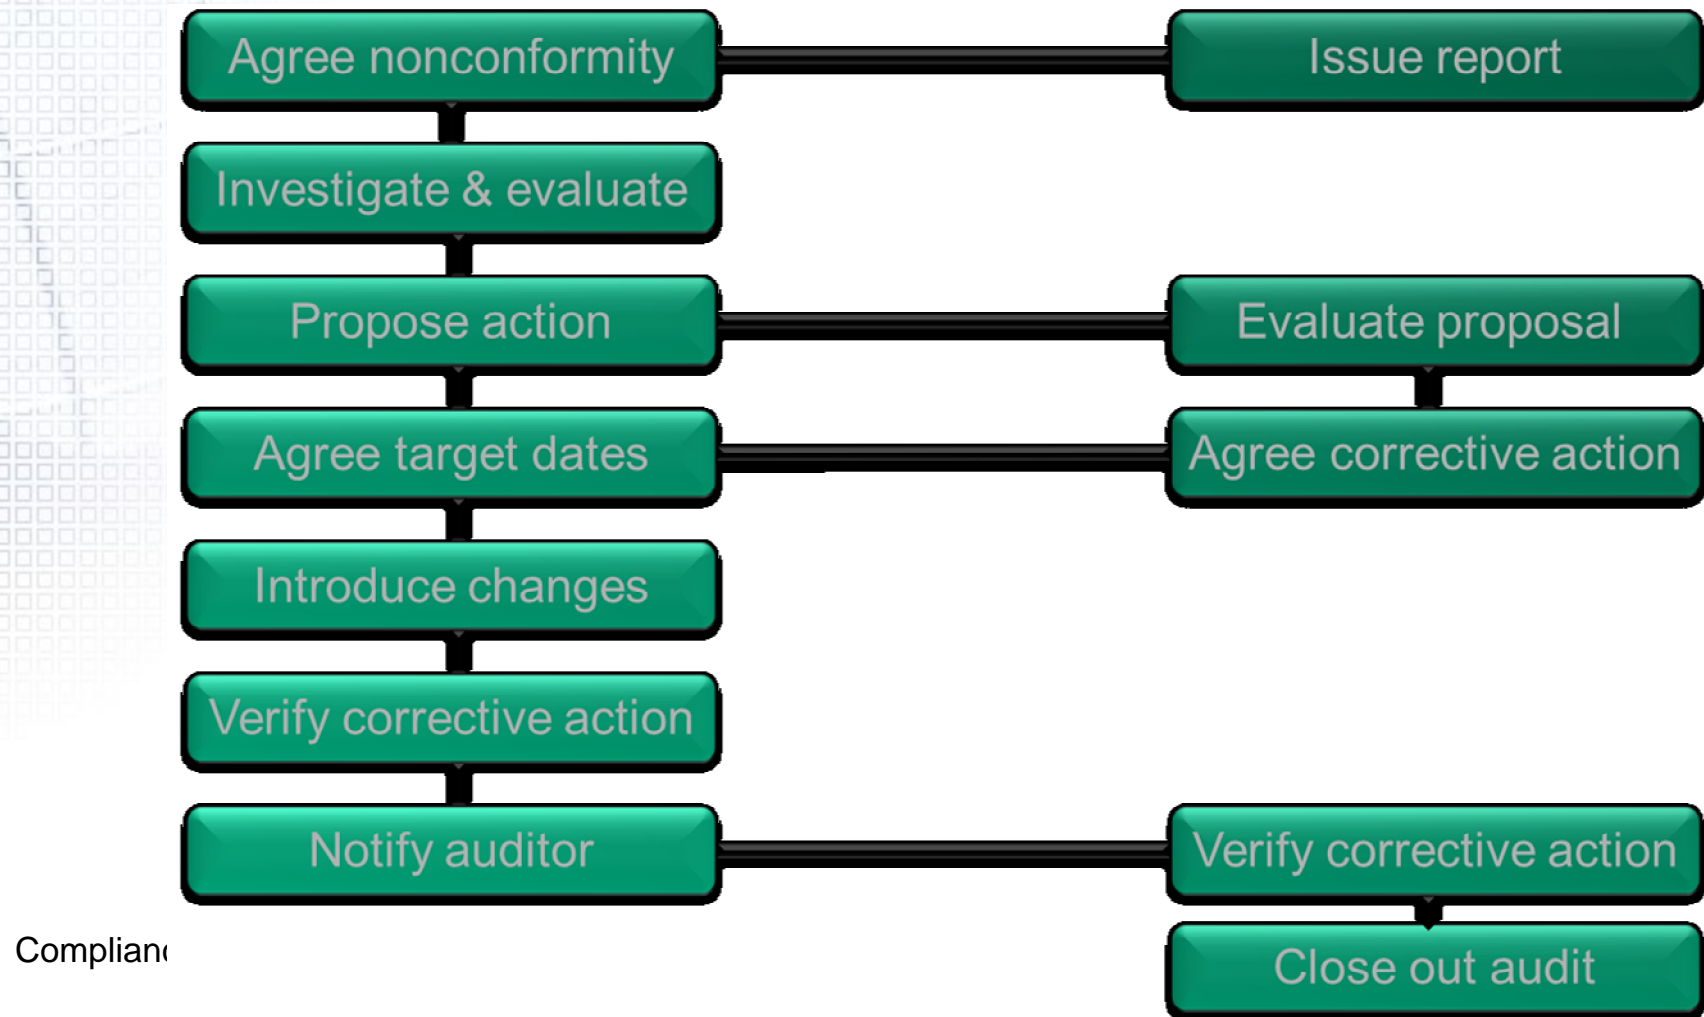 Agree nonconformity
Issue report
Investigate & evaluate
Propose action
Evaluate proposal
Agree target dates
Agree corrective action
Introduce changes
Verify corrective action
Notify auditor
Verify corrective action
Complianc
Close out audit